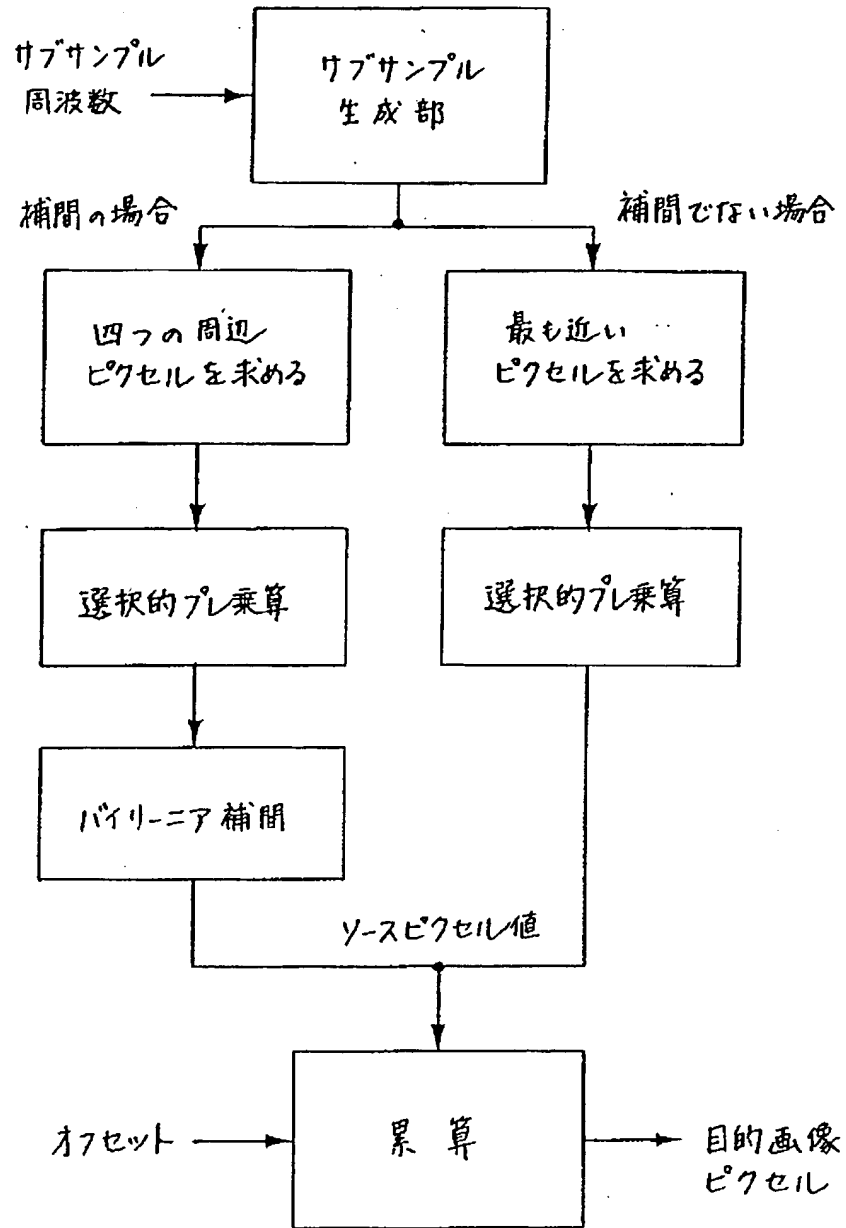 サブサンプル
周波数
サブサンプル
生成部
補間の場合
補間でない場合
四つの周辺
ピクセルを求める
最も近い
ピクセルを求める
選択的プレ乗算
選択的プレ乗算
バイリーニア補間
ソースピクセル値
オフセット
累算
目的画像
ピクセル